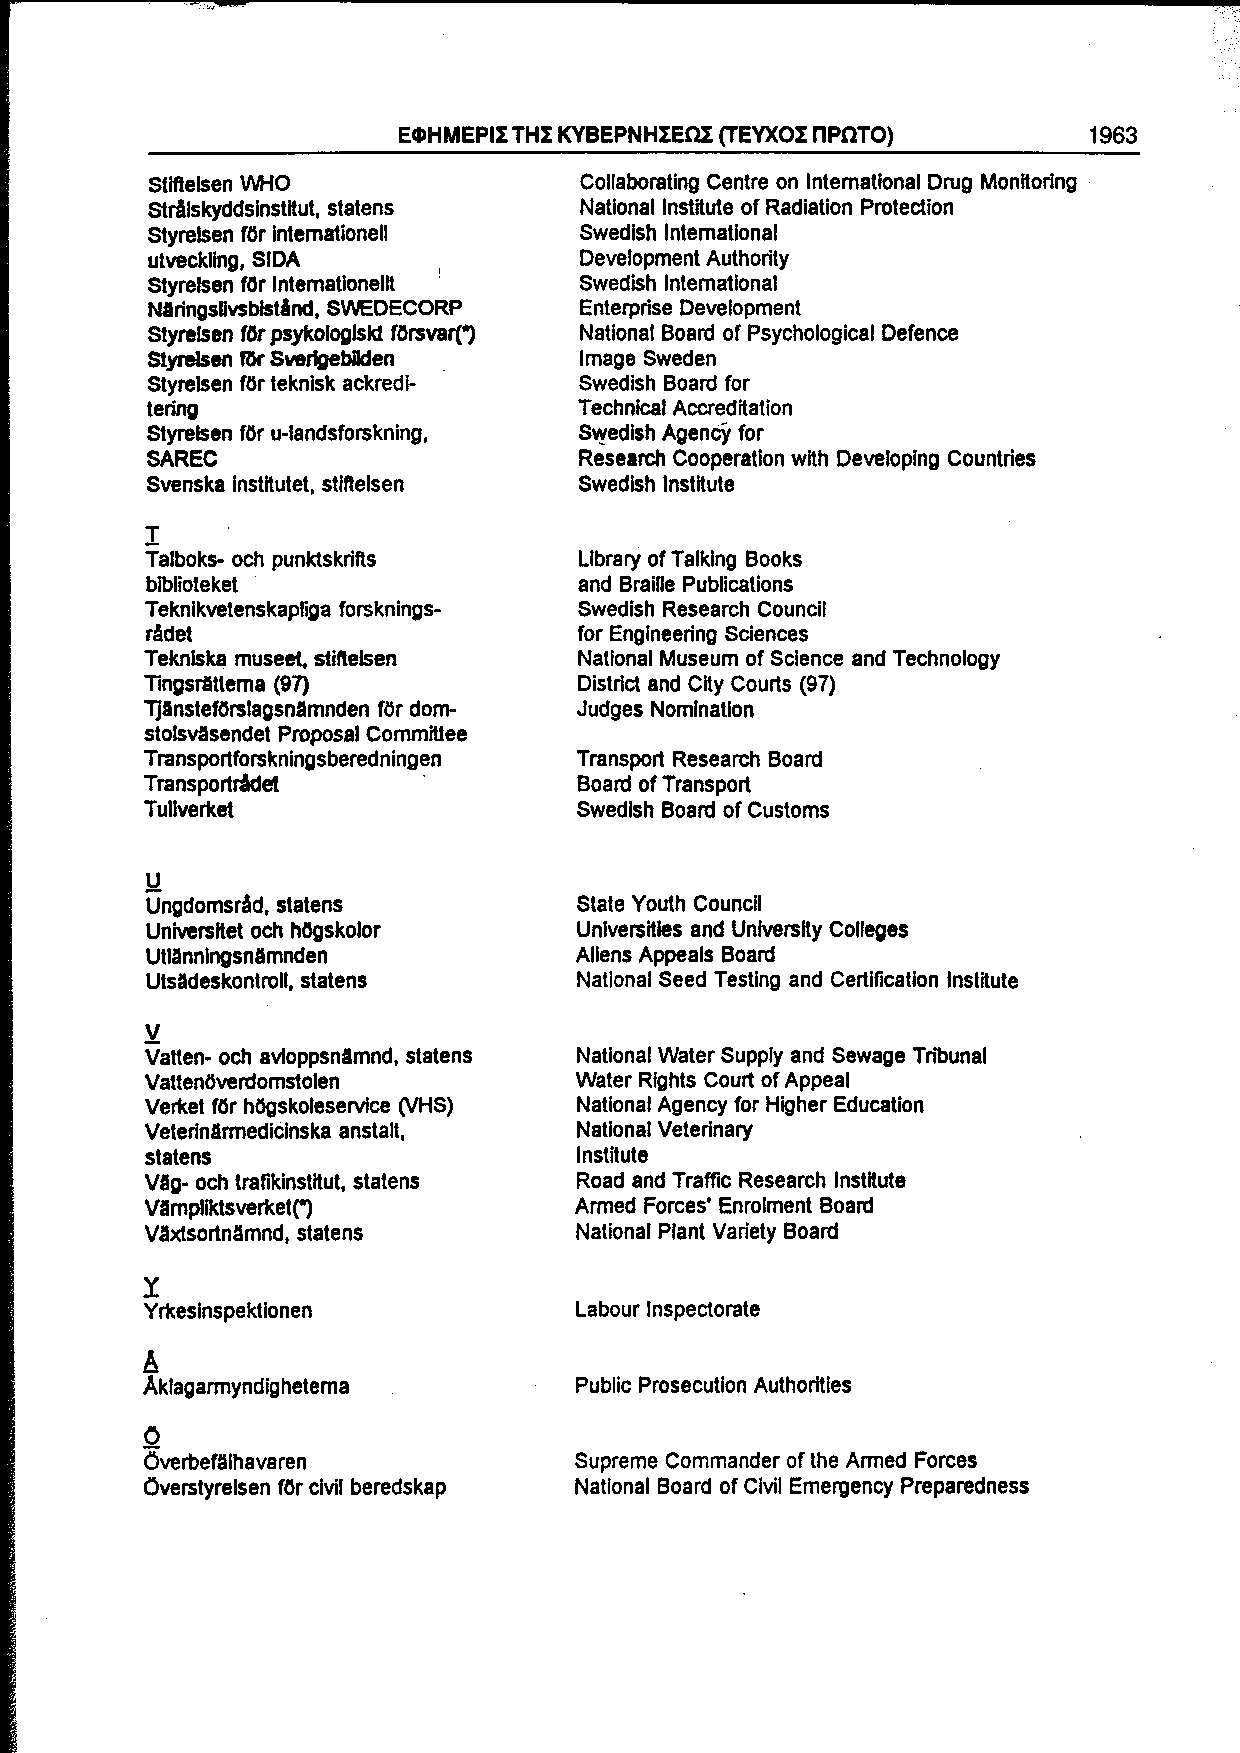 ΕΦΗΜΕΡΙΣ ΤΗΣ ΚΥΒΕΡΝΗΣΕΩΣ (ΤΕΥΧΟΣ ΠΡΩΤΟ) 1963
Stiftelsen WHO Collaborating Centre on International Drug Monitoring
Strålskyddsinstitut, statens National Institute of Radiation Protection
Styrelsen för internationell Swedish International
utveckling, SIDA Development Authority
Styrelsen för Internationellt Swedish International
Näringslivsbistånd, SWEDECORP Enterprise Development
Styrelsen för psykologiskt försvar(*) National Board of Psychological Defence
Styrelsen för Sverigebilden Image Sweden
Styrelsen för teknisk ackredi- Swedish Board for
tering Technical Accreditation
Styrelsen för u-landsforskning, Swedish Agency for
SAREC Research Cooperation with Developing Countries
Svenska institutet, stiftelsen Swedish Institute
T
Talboks- och punktskrifts Library of Talking Books
biblioteket and Braille Publications
Teknikvetenskapliga forsknings- Swedish Research Council
rådet for Engineering Sciences
Tekniska museet, stiftelsen National Museum of Science and Technology
Tingsrätterna (97) District and City Courts (97)
Tjänsteförslagsnämnden för dom- Judges Nomination
stolsväsendet Proposal Committee
Transportforskningsberedningen Transport Research Board
Transportrådet Board of Transport
Tullverket Swedish Board of Customs
U
Ungdomsråd, statens State Youth Council
Universitet och högskolor Universities and University Colleges
Utlänningsnämnden Aliens Appeals Board
Utsädeskontroll, statens National Seed Testing and Certification Institute
V
Vatten- och avloppsnämnd, statens National Water Supply and Sewage Tribunal
Vattenöverdomstolen Water Rights Court of Appeal
Verket för högskoleservice (VHS) National Agency for Higher Education
Veterinärmedicinska anstalt, National Veterinary
statens Institute
Väg- och trafikinstitut, statens Road and Traffic Research Institute
Värnpliktsverket(*) Armed Forces' Enrolment Board
Växtsortnämnd, statens National Plant Variety Board
Y
Yrkesinspektionen Labour Inspectorate
Å
Åklagarmyndigheterna Public Prosecution Authorities
Ö
Överbefälhavaren Supreme Commander of the Armed Forces
Överstyrelsen för civil beredskap National Board of Civil Emergency Preparedness